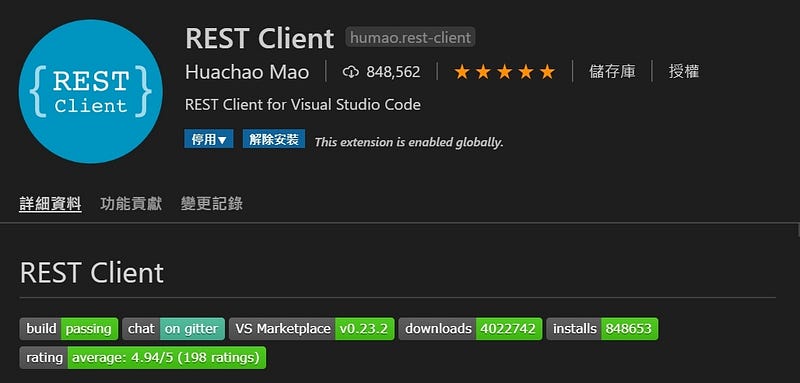 { REST Client }
REST Client humao.rest-client
Huachao Mao 848,562 儲存庫 授權
REST Client for Visual Studio Code
停用▼ 解除安裝 This extension is enabled globally.
詳細資料 功能貢獻 變更記錄
REST Client
build passing chat on gitter VS Marketplace v0.23.2 downloads 4022742 installs 848653
rating average: 4.94/5 (198 ratings)